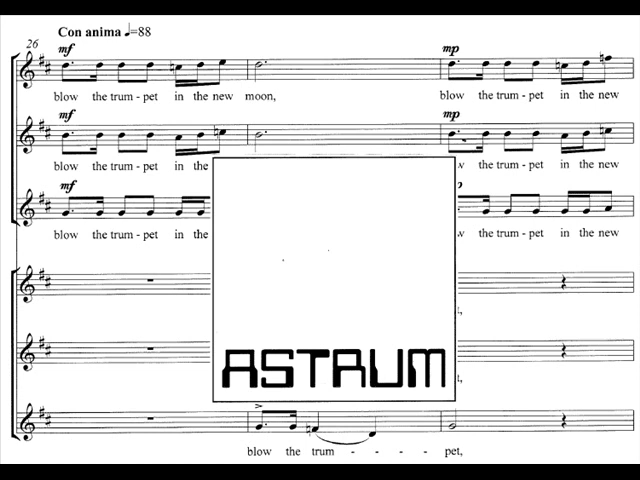 Con anima ♩=88
26
mf mp
blow the trum - pet in the new moon, blow the trum - pet in the new
mf mp
blow the trum - pet in the the trum - pet in the new
mf
blow the trum - pet in the the trum - pet in the new
ASTRUM
blow the trum - - - - pet,